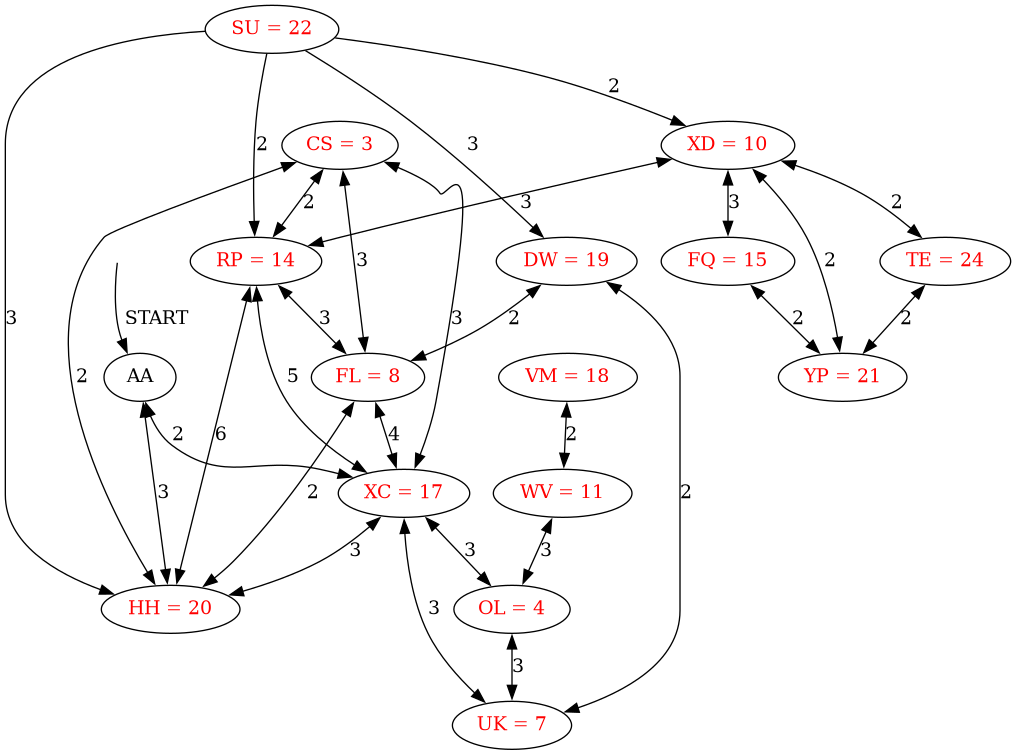 SU = 22
2
CS = 3
2
3
XD = 10
2
3
3
2
RP = 14
DW = 19
FQ = 15
TE = 24
2
START
3
3
3
2
2
2
AA
FL = 8
VM = 18
YP = 21
3
2
2
5
6
4
2
3
2
XC = 17
WV = 11
2
3
3
3
3
HH = 20
OL = 4
3
UK = 7